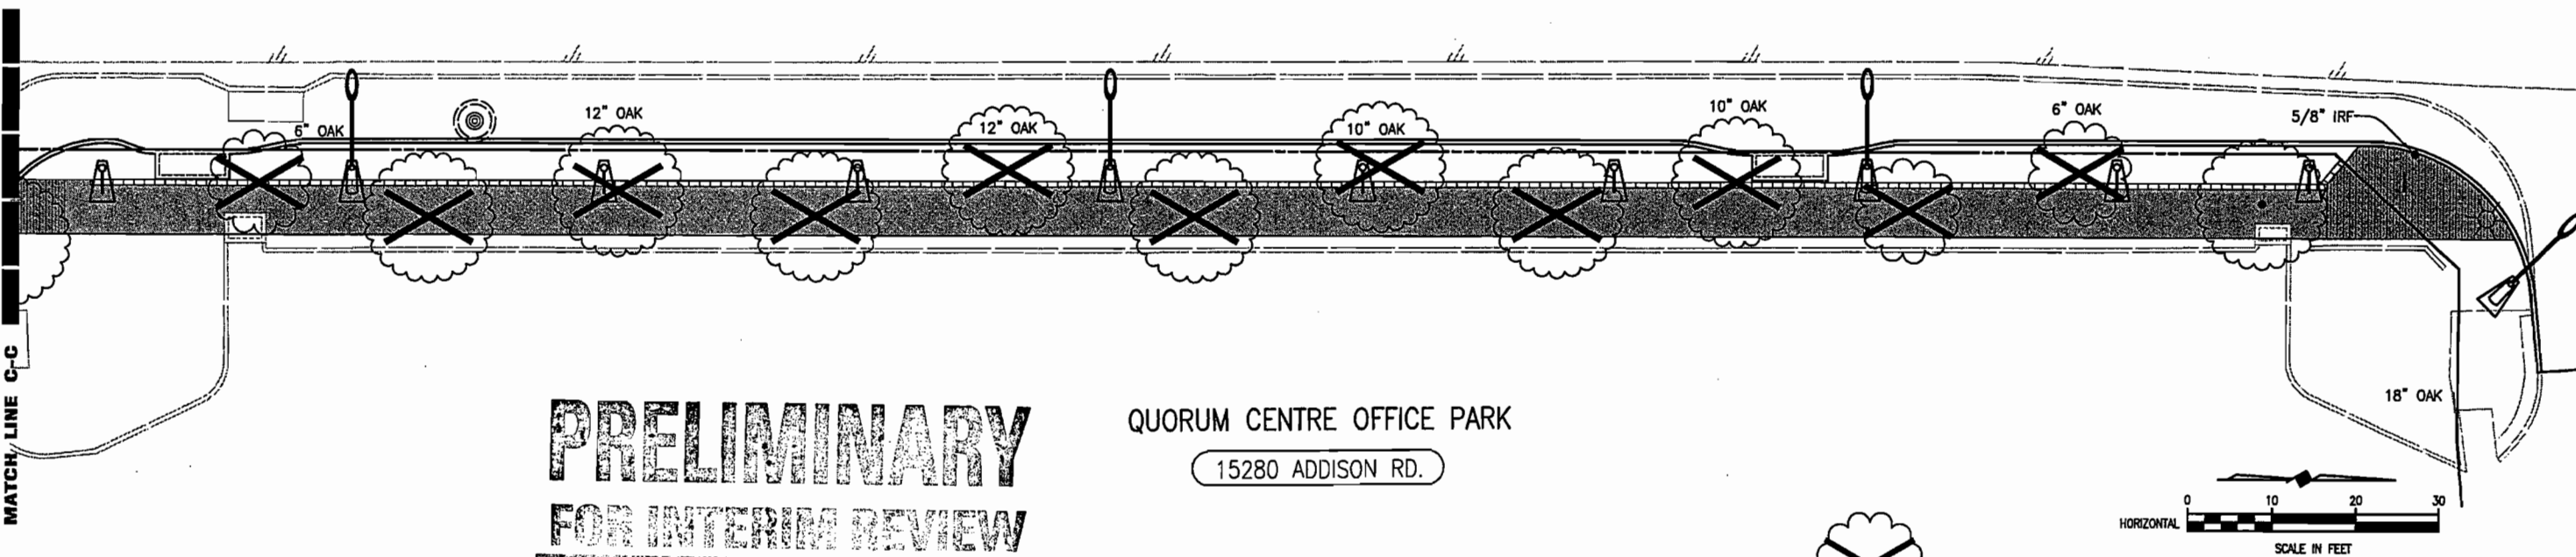 6" OAK
12" OAK
12" OAK
10" OAK
10" OAK
6" OAK
5/8" IRF
MATCH LINE C-C
PRELIMINARY
FOR INTERIM REVIEW
QUORUM CENTRE OFFICE PARK
15280 ADDISON RD.
18" OAK
0 10 20 30
HORIZONTAL
SCALE IN FEET